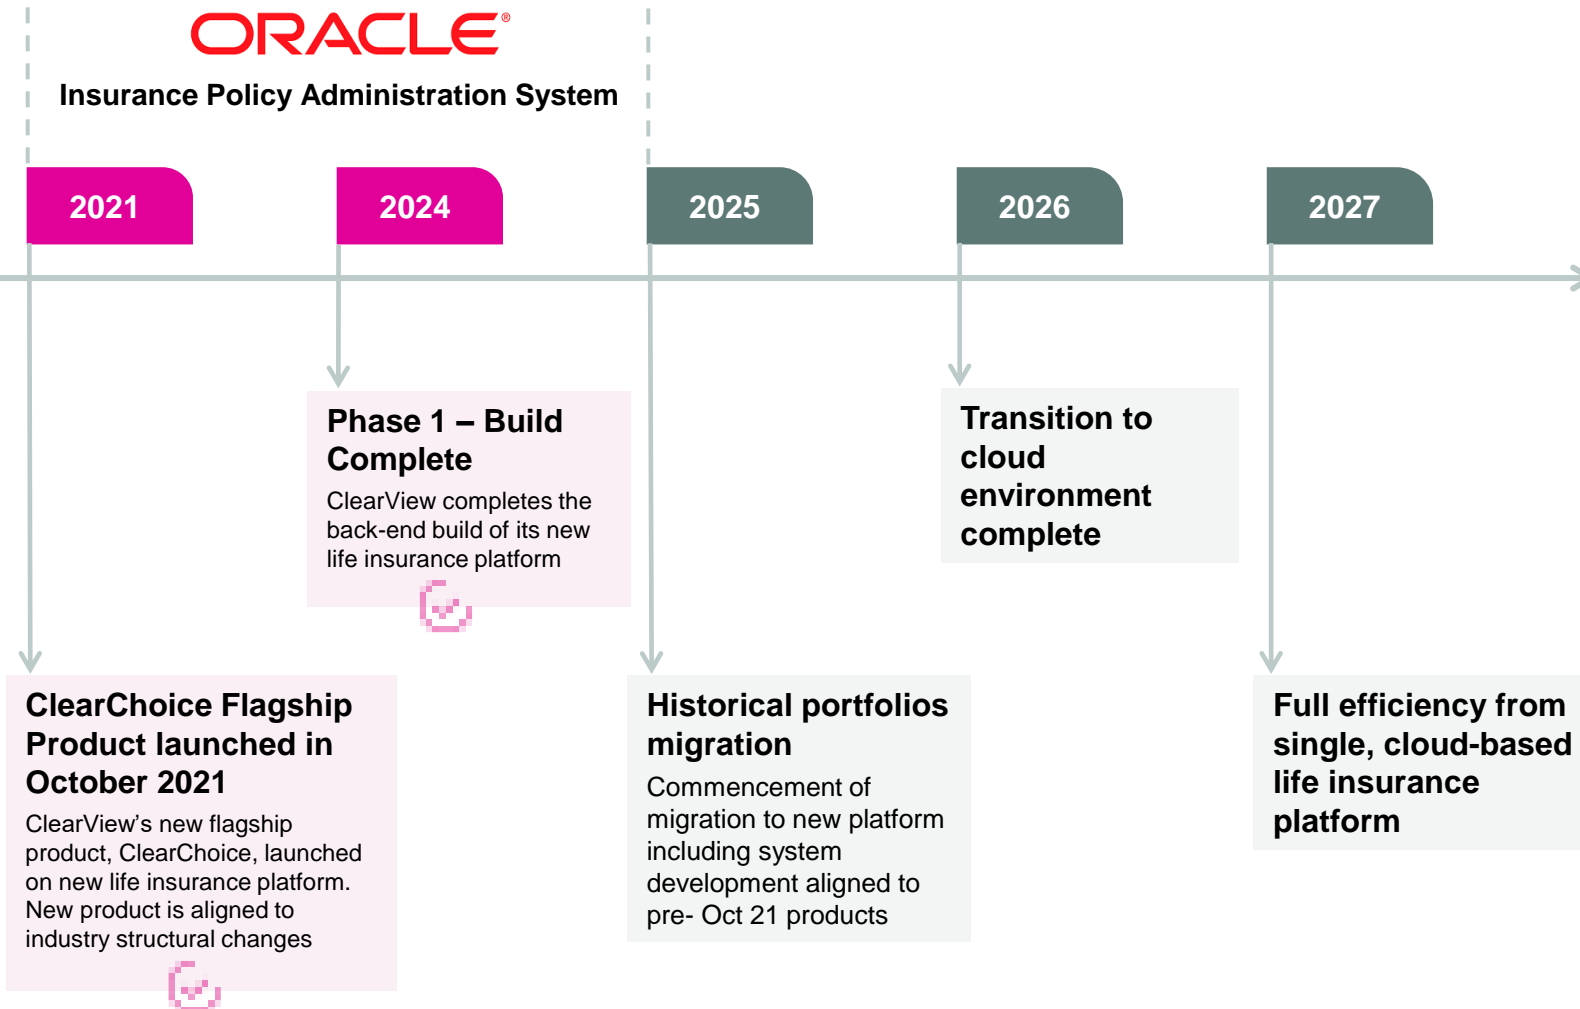 ORACLE®
Insurance Policy Administration System
2021
2024
2025
2026
2027
Phase 1 – Build
Complete
ClearView completes the
back-end build of its new
life insurance platform
Transition to
cloud
environment
complete
ClearChoice Flagship
Product launched in
October 2021
ClearView’s new flagship
product, ClearChoice, launched
on new life insurance platform.
New product is aligned to
industry structural changes
Historical portfolios
migration
Commencement of
migration to new platform
including system
development aligned to
pre- Oct 21 products
Full efficiency from
single, cloud-based
life insurance
platform